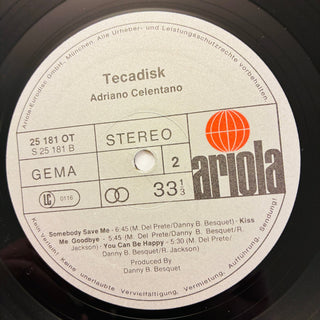 Ariola-Eurodisc GmbH, München, Alle Urheber- und Leistungsschutzrechte vorbehalten.
Tecadisk
Adriano Celentano
25 181 OT
S 25 181 B
STEREO
GEMA
2
LC 0116
33 1/3
ariola
Somebody Save Me - 6:45 (M. Del Prete/Danny B. Besquet) · Kiss
Me Goodbye - 5:45 (M. Del Prete/Danny B. Besquet/R.
Jackson) · You Can Be Happy - 5:30 (M. Del Prete/
Danny B. Besquet/R. Jackson)
Produced By
Danny B. Besquet
Kein Verleih! Keine unerlaubte Vervielfältigung, Vermietung, Aufführung, Sendung!